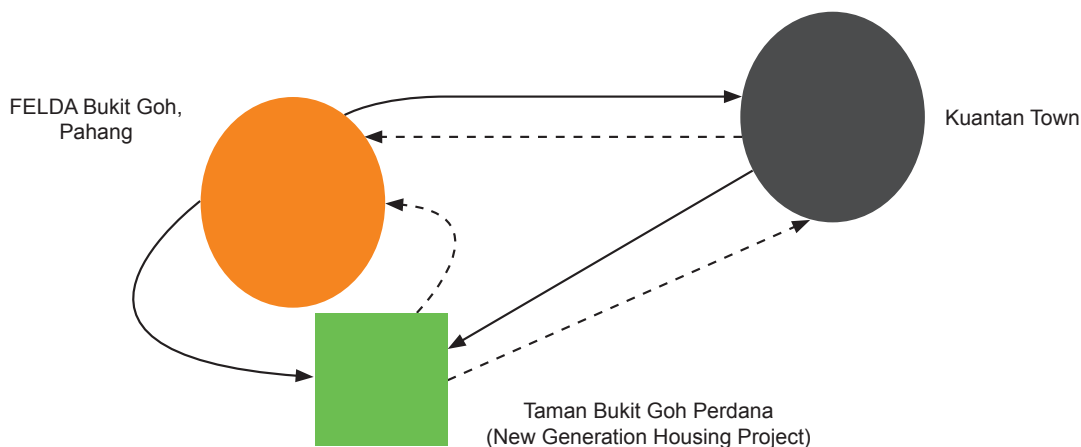 FELDA Bukit Goh,
Pahang
Kuantan Town
Taman Bukit Goh Perdana
(New Generation Housing Project)